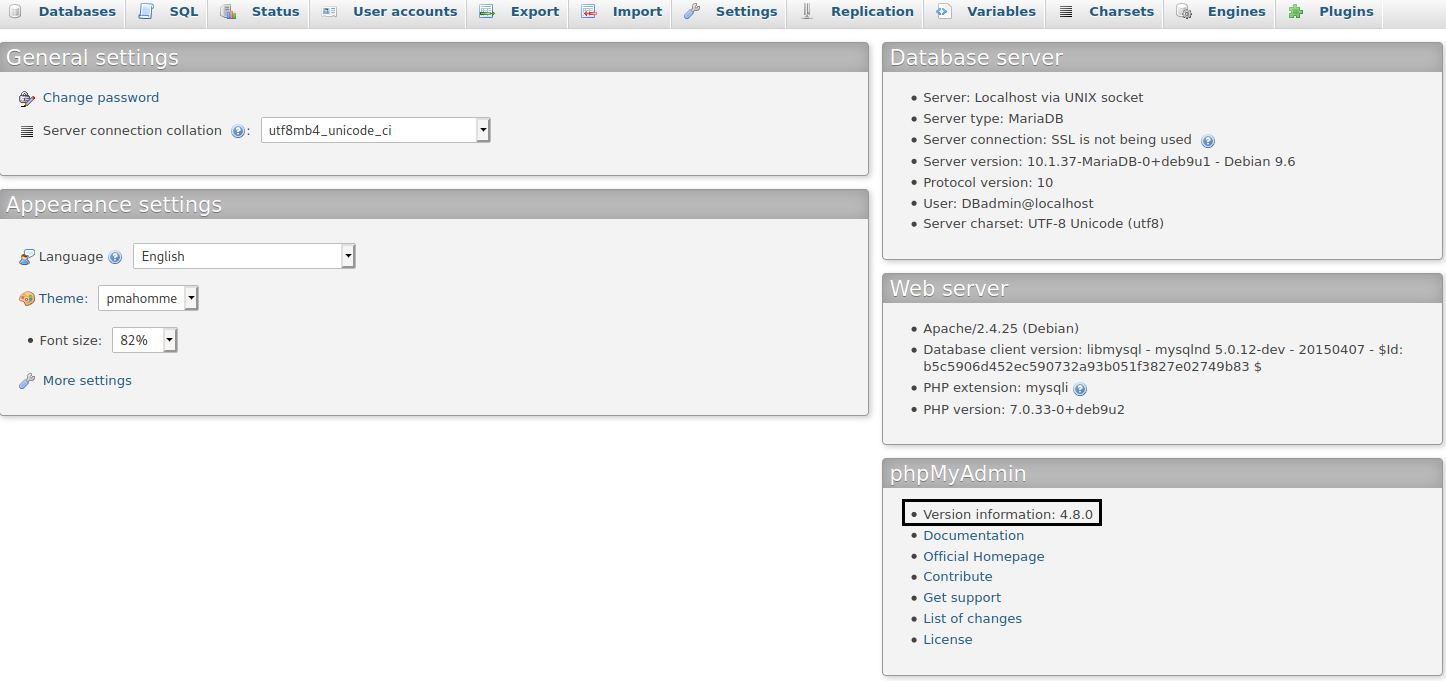 Databases SQL Status User accounts Export Import Settings Replication Variables Charsets Engines Plugins
General settings
Change password
Server connection collation : utf8mb4_unicode_ci
Appearance settings
Language English
Theme: pmahomme
Font size: 82%
More settings
Database server
Server: Localhost via UNIX socket
Server type: MariaDB
Server connection: SSL is not being used
Server version: 10.1.37-MariaDB-0+deb9u1 - Debian 9.6
Protocol version: 10
User: DBadmin@localhost
Server charset: UTF-8 Unicode (utf8)
Web server
Apache/2.4.25 (Debian)
Database client version: libmysql - mysqlnd 5.0.12-dev - 20150407 - $Id:
b5c5906d452ec590732a93b051f3827e02749b83 $
PHP extension: mysqli
PHP version: 7.0.33-0+deb9u2
phpMyAdmin
Version information: 4.8.0
Documentation
Official Homepage
Contribute
Get support
List of changes
License